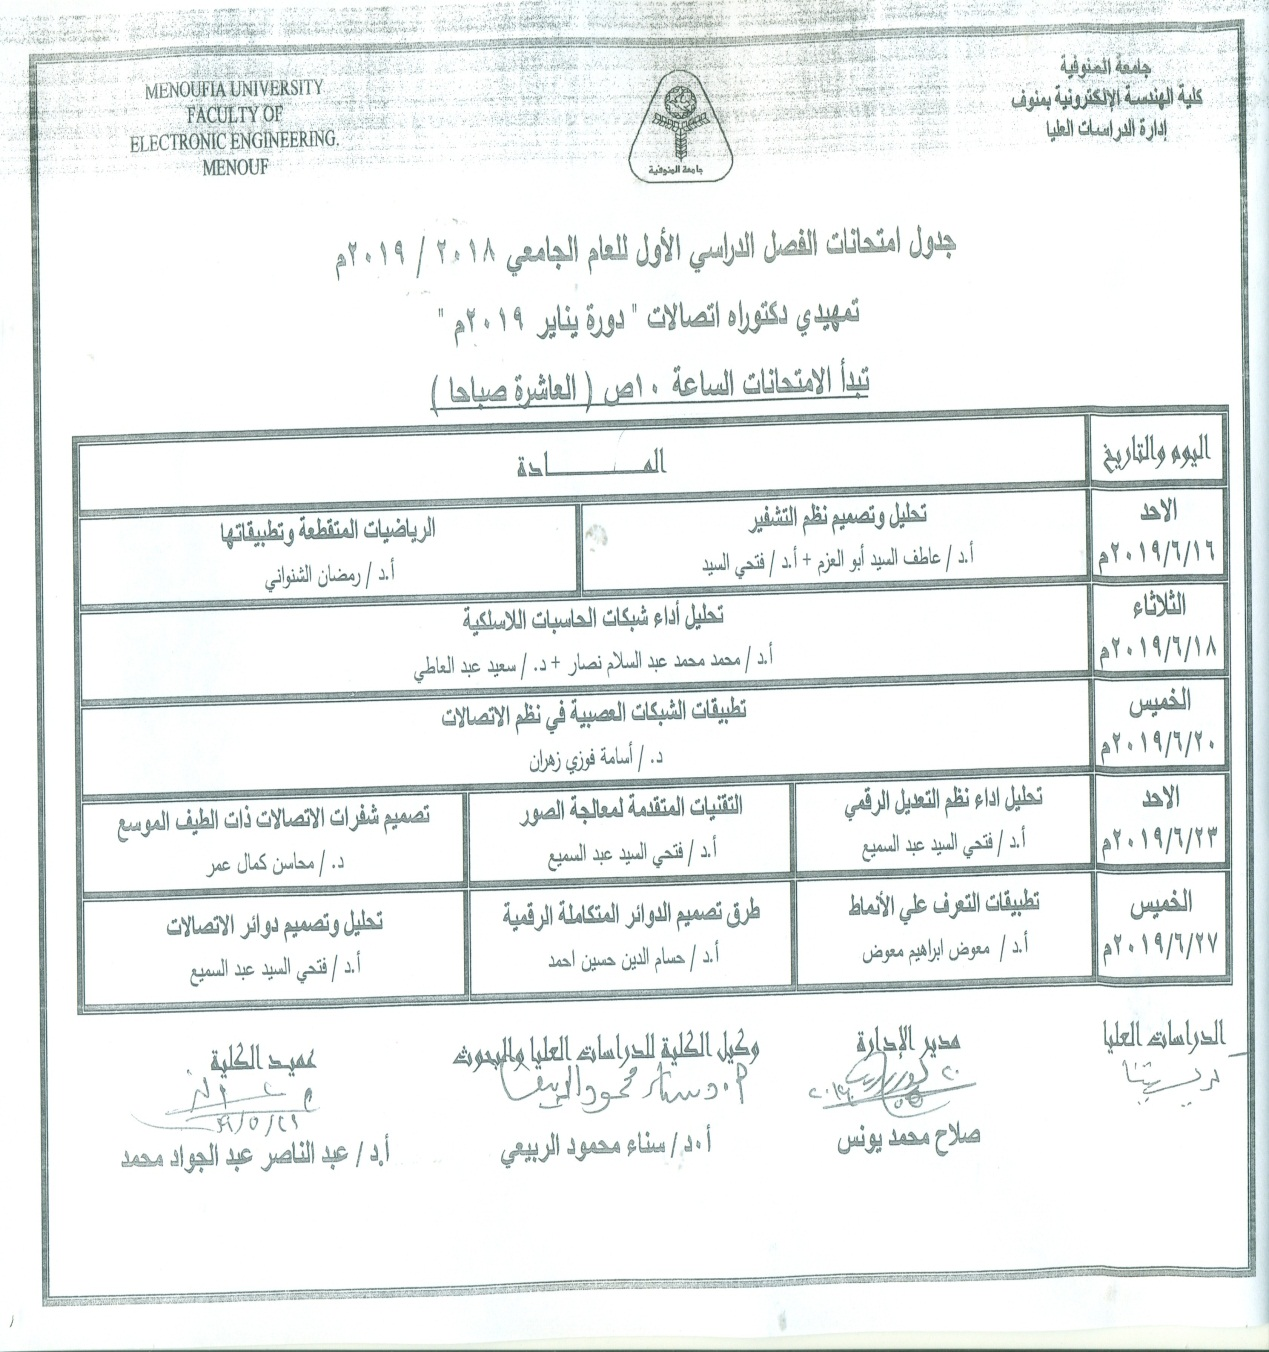 جامعة المنوفية
كلية الهندسة الإلكترونية بمنوف
إدارة الدراسات العليا
MENOUFIA UNIVERSITY
FACULTY OF
ELECTRONIC ENGINEERING.
MENOUF
جامعة المنوفية
جدول امتحانات الفصل الدراسي الأول للعام الجامعي ٢٠١٨ / ٢٠١٩م
تمهيدي دكتوراه اتصالات " دورة يناير ٢٠١٩م "
تبدأ الامتحانات الساعة ١٠ص ( العاشرة صباحا )
اليوم والتاريخ
المـــــــــادة
الاحد
٢٠١٩/٦/١٦م
تحليل وتصميم نظم التشفير
أ.د / عاطف السيد أبو العزم + أ.د / فتحي السيد
الرياضيات المتقطعة وتطبيقاتها
أ.د / رمضان الشنواني
الثلاثاء
٢٠١٩/٦/١٨م
تحليل أداء شبكات الحاسبات اللاسلكية
أ.د / محمد محمد عبد السلام نصار + د. / سعيد عبد العاطي
الخميس
٢٠١٩/٦/٢٠م
تطبيقات الشبكات العصبية في نظم الاتصالات
د. / أسامة فوزي زهران
الاحد
٢٠١٩/٦/٢٣م
تحليل اداء نظم التعديل الرقمي
أ.د / فتحي السيد عبد السميع
التقنيات المتقدمة لمعالجة الصور
أ.د / فتحي السيد عبد السميع
تصميم شفرات الاتصالات ذات الطيف الموسع
د. / محاسن كمال عمر
الخميس
٢٠١٩/٦/٢٧م
تطبيقات التعرف علي الأنماط
أ.د / معوض ابراهيم معوض
طرق تصميم الدوائر المتكاملة الرقمية
أ.د / حسام الدين حسين احمد
تحليل وتصميم دوائر الاتصالات
أ.د / فتحي السيد عبد السميع
الدراسات العليا
مدير الإدارة
صلاح محمد يونس
وكيل الكلية للدراسات العليا والبحوث
أ.د / سناء محمود الربيعي
عميد الكلية
أ.د / عبد الناصر عبد الجواد محمد